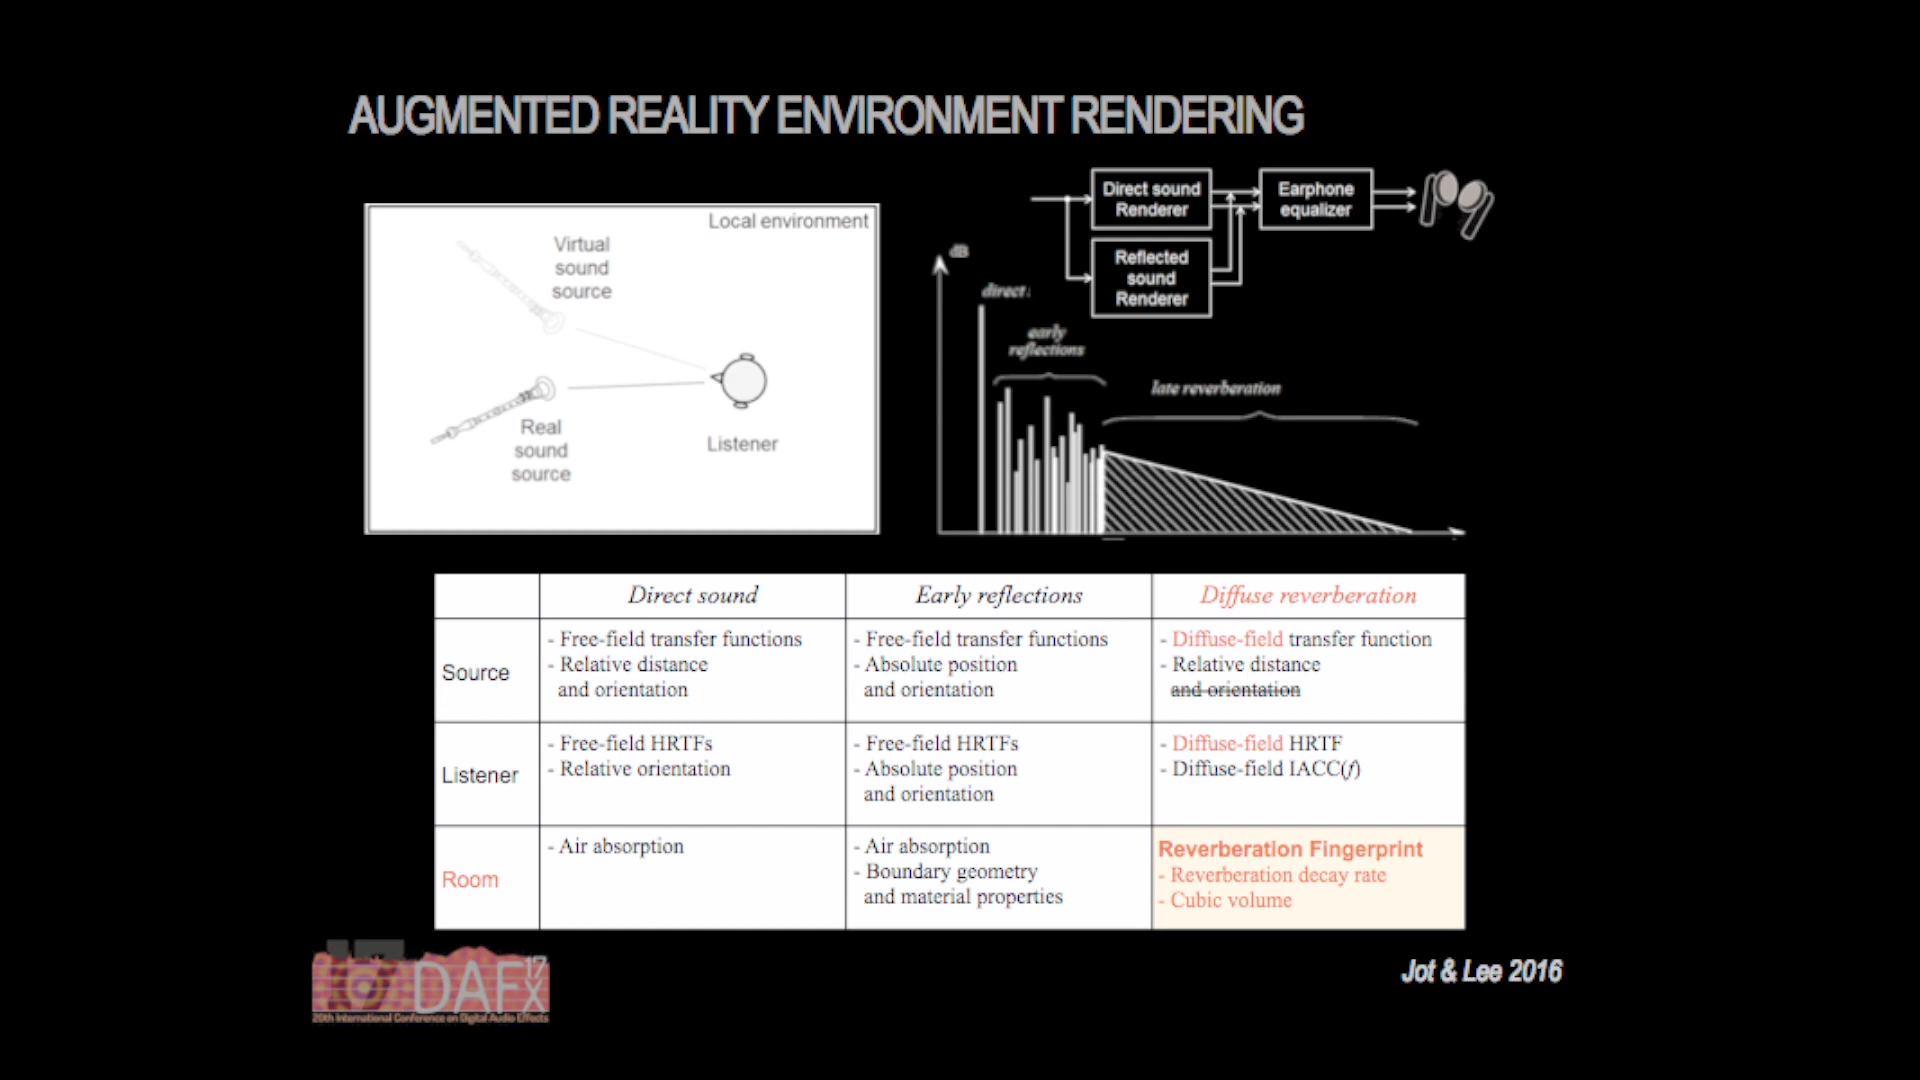 AUGMENTED REALITY ENVIRONMENT RENDERING
Local environment
Virtual
sound
source
Real
sound
source
Listener
Direct sound
Renderer
Earphone
equalizer
Reflected
sound
Renderer
dB
direct
early
reflections
late reverberation
Direct sound
Early reflections
Diffuse reverberation
Source
- Free-field transfer functions
- Relative distance
and orientation
- Free-field transfer functions
- Absolute position
and orientation
- Diffuse-field transfer function
- Relative distance
and orientation
Listener
- Free-field HRTFs
- Relative orientation
- Free-field HRTFs
- Absolute position
and orientation
- Diffuse-field HRTF
- Diffuse-field IACC(f)
Room
- Air absorption
- Air absorption
- Boundary geometry
and material properties
Reverberation Fingerprint
- Reverberation decay rate
- Cubic volume
DAFX 17
20th International Conference on Digital Audio Effects
Jot & Lee 2016